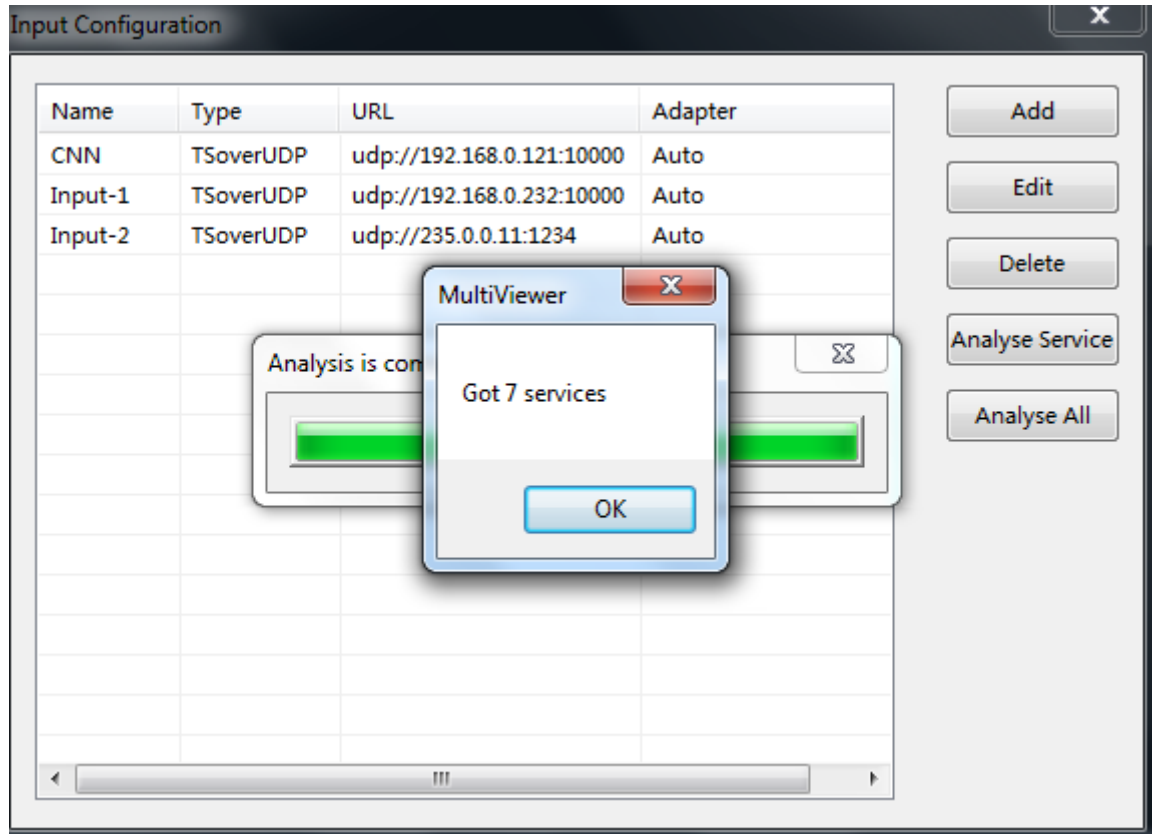 Input Configuration
Name Type URL Adapter
CNN TSoverUDP udp://192.168.0.121:10000 Auto
Input-1 TSoverUDP udp://192.168.0.232:10000 Auto
Input-2 TSoverUDP udp://235.0.0.11:1234 Auto
Add
Edit
Delete
Analyse Service
Analyse All
Analysis is
MultiViewer
Got 7 services
OK